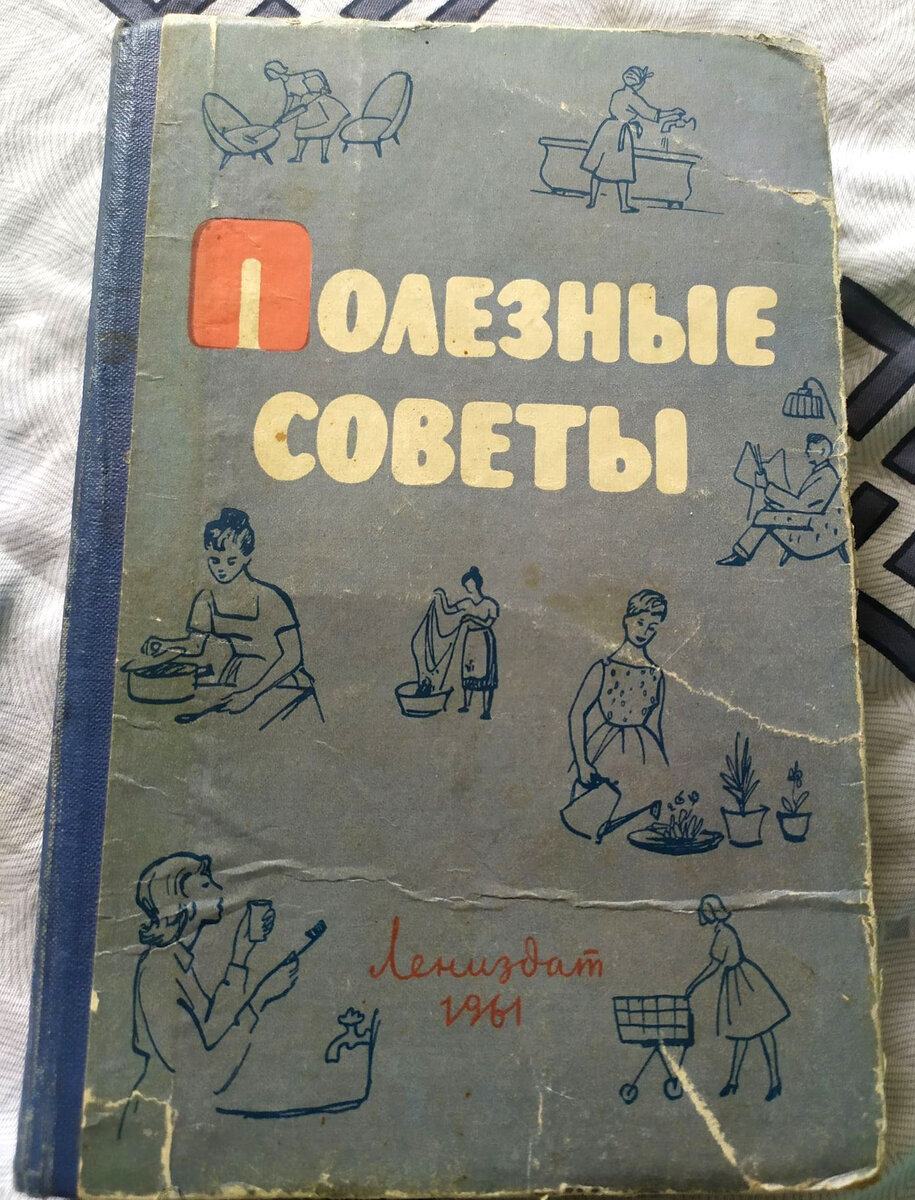 Полезные
советы
Лениздат
1961